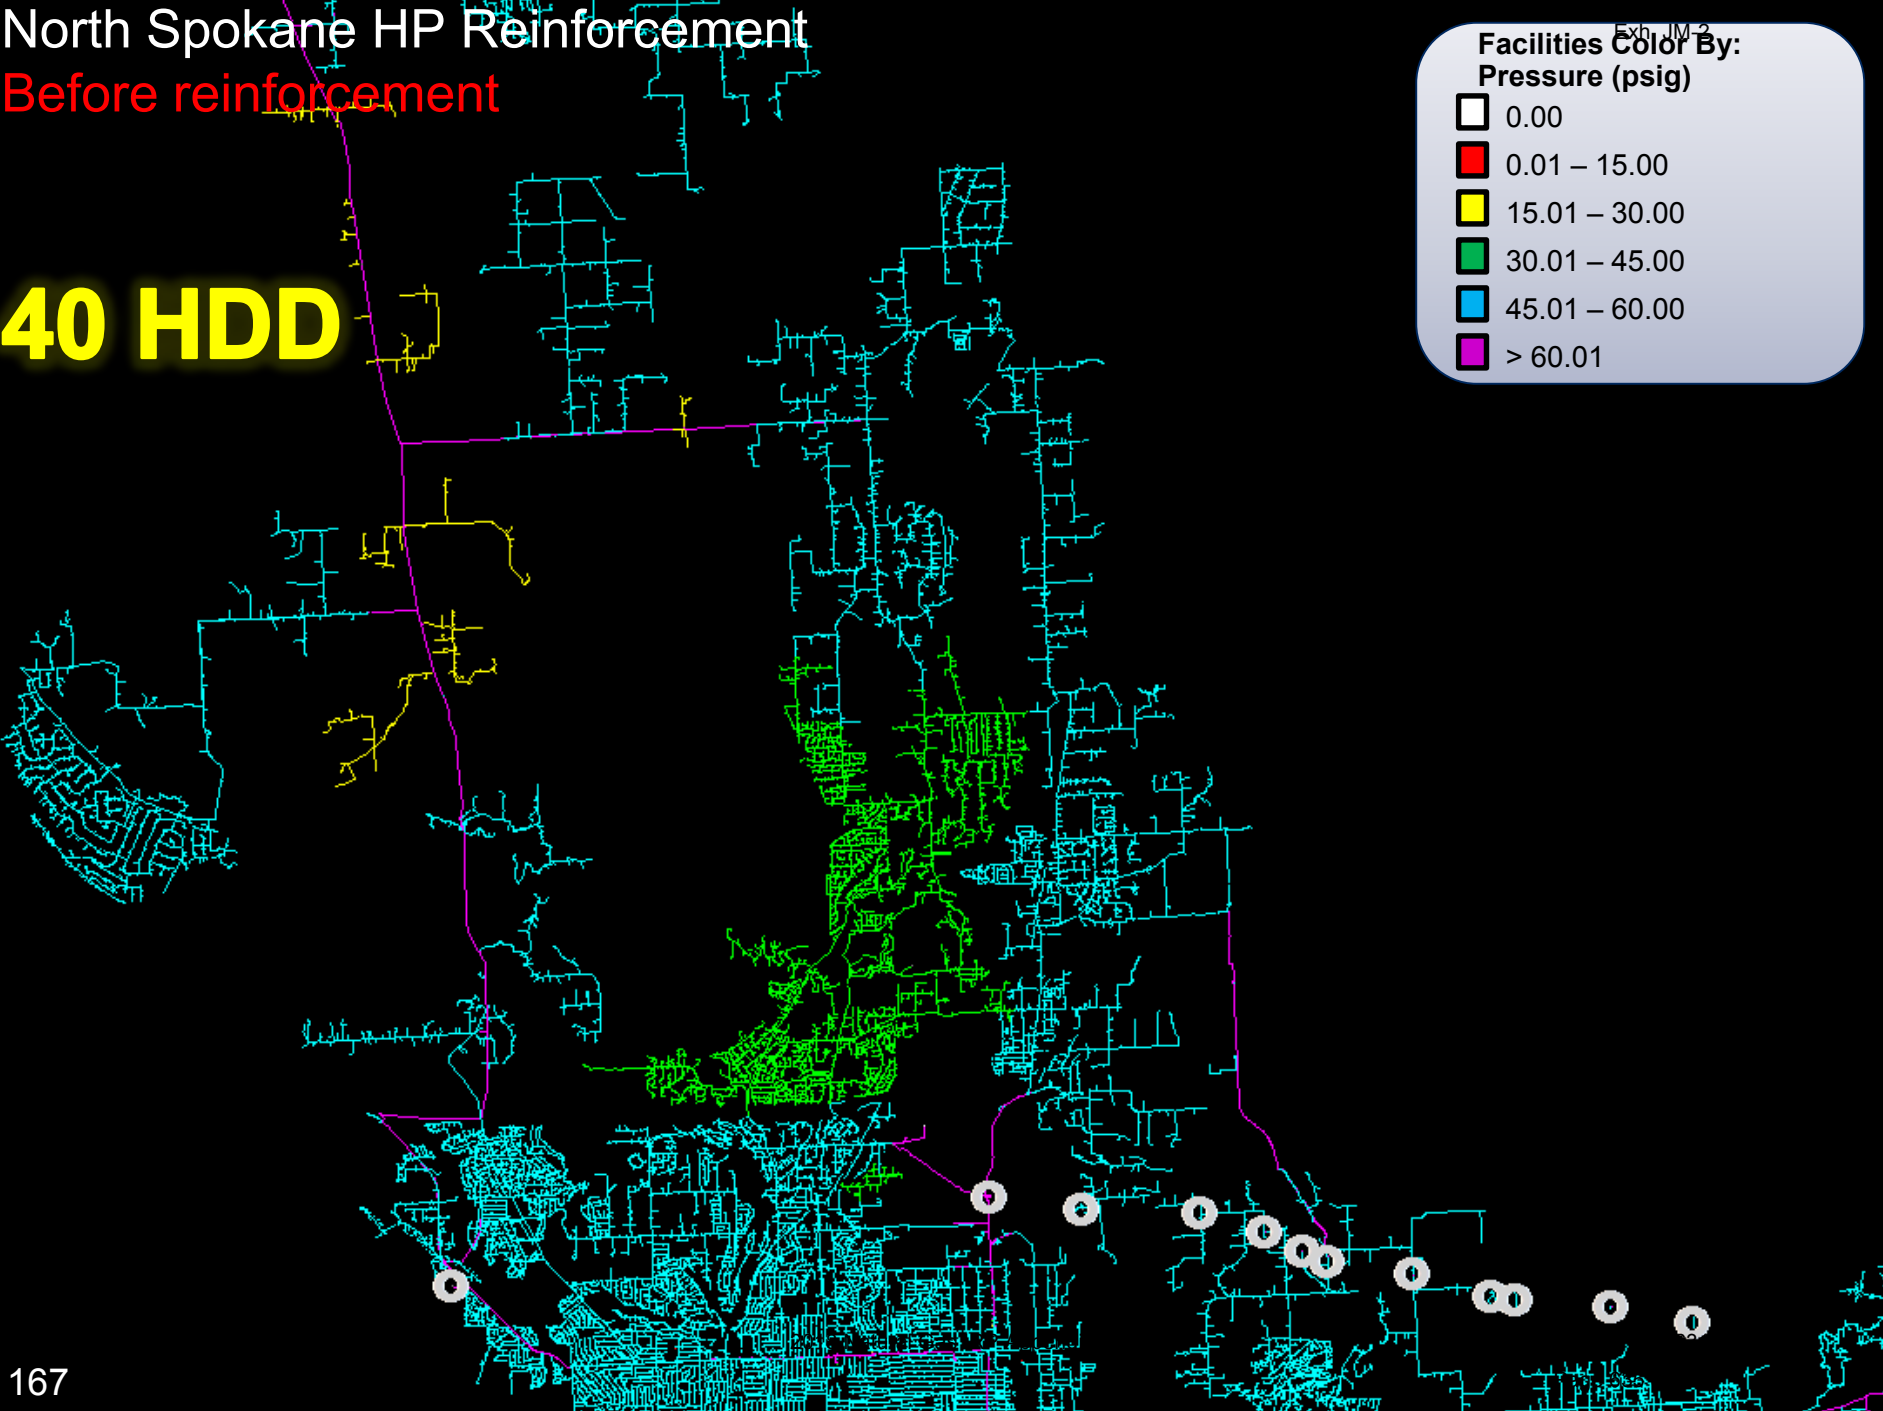 North Spokane HP Reinforcement
Before reinforcement
Exh. JM-2
Facilities Color By:
Pressure (psig)
0.00
0.01 – 15.00
15.01 – 30.00
30.01 – 45.00
45.01 – 60.00
> 60.01
40 HDD
167